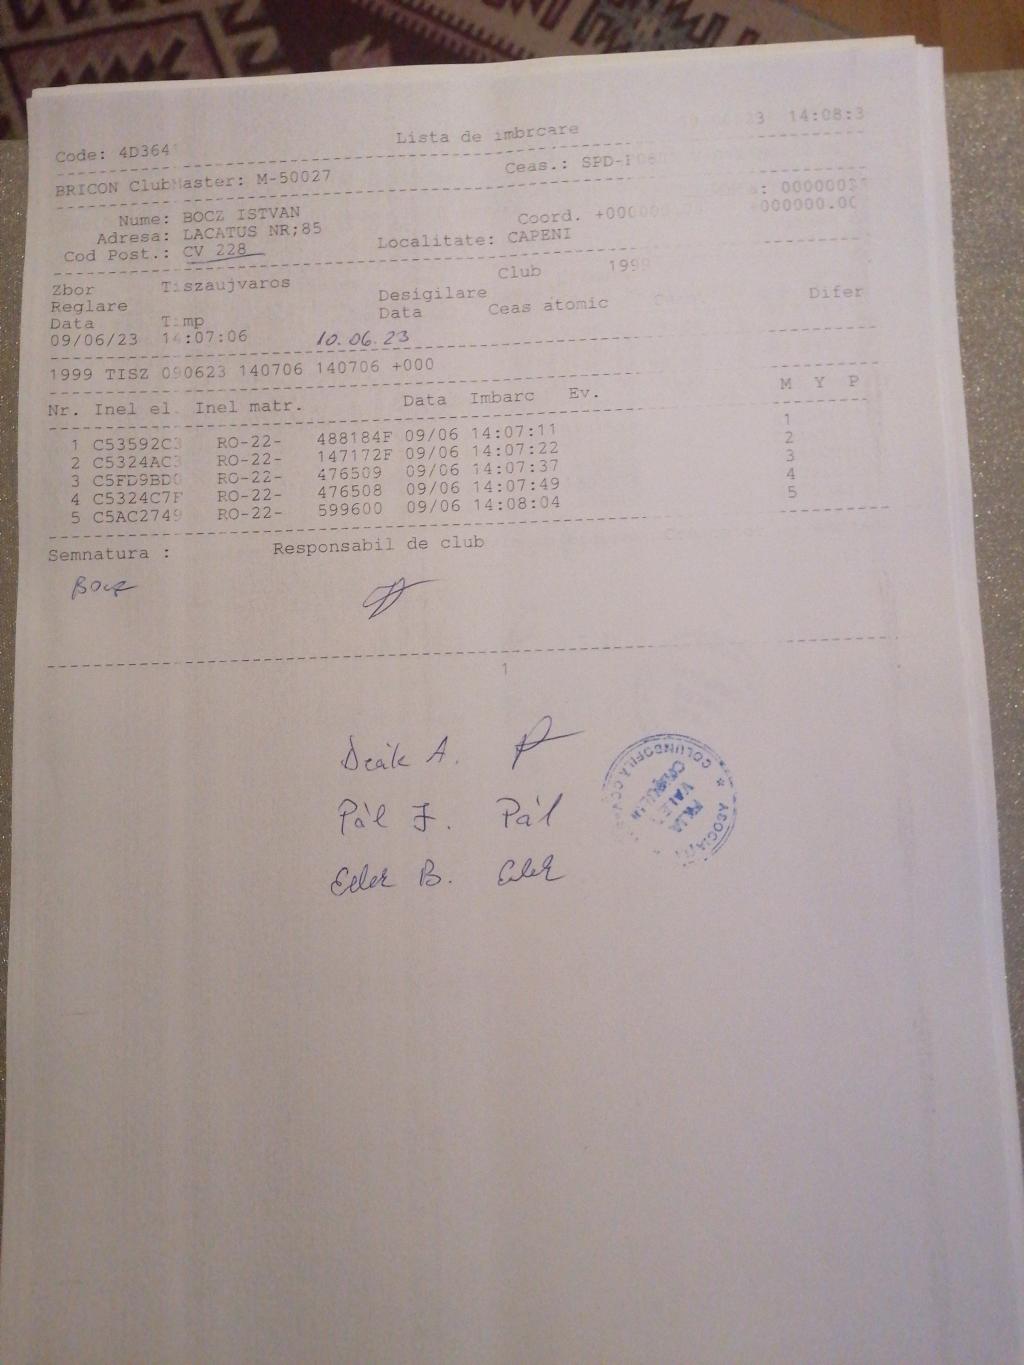 Code: 4D364 Lista de imbrcare 14:08:3
BRICON ClubMaster: M-50027 Ceas.: SPD-
: 0000003
Nume: BOCZ ISTVAN Coord. +00000 +000000.00
Adresa: LACATUS NR;85
Cod Post.: CV 228 Localitate: CAPENI
Zbor Tiszaujvaros Club 1999
Reglare Desigilare
Data Timp Data Ceas atomic Difer
09/06/23 14:07:06 10.06.23
1999 TISZ 090623 140706 140706 +000
Nr. Inel el. Inel matr. Data Imbarc Ev. M Y P
1 C53592C3 RO-22- 488184F 09/06 14:07:11 1
2 C5324AC3 RO-22- 147172F 09/06 14:07:22 2
3 C5FD9BD0 RO-22- 476509 09/06 14:07:37 3
4 C5324C7F RO-22- 476508 09/06 14:07:49 4
5 C5AC2749 RO-22- 599600 09/06 14:08:04 5
Semnatura : Responsabil de club
Bocz
1
Deák A.
Pál J. Pál